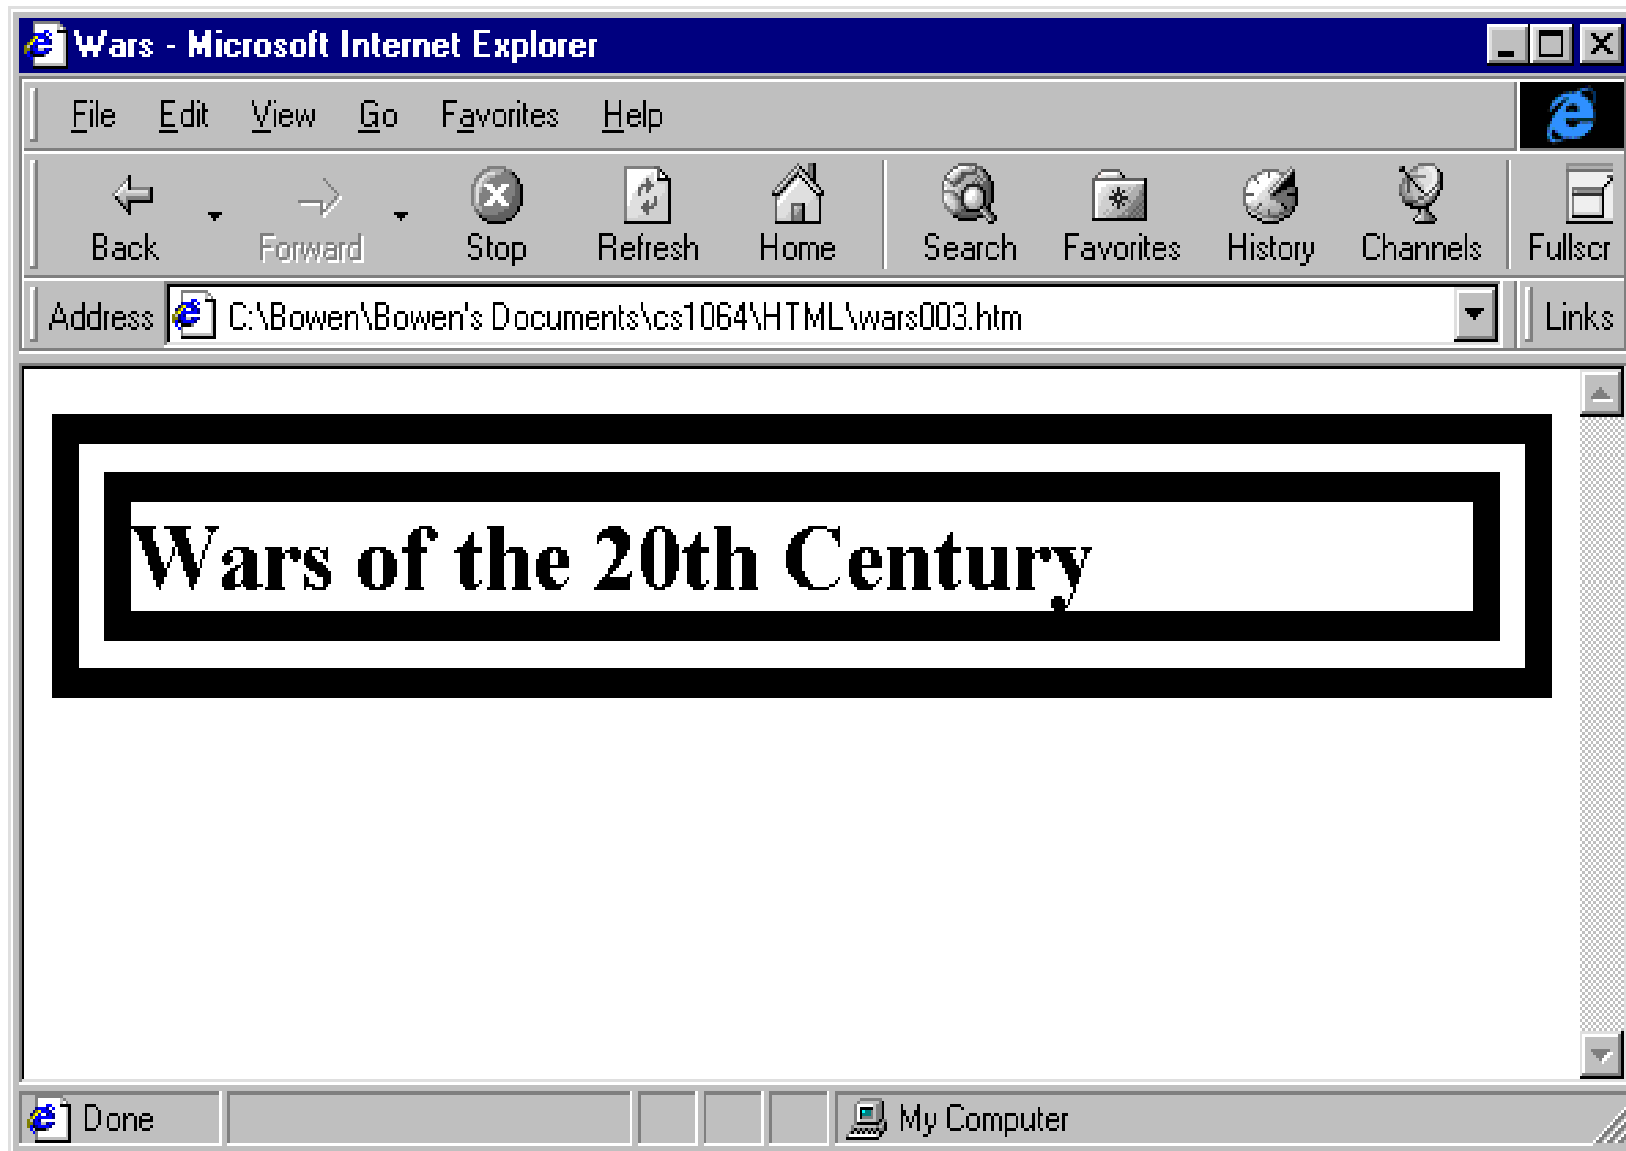 Wars - Microsoft Internet Explorer
File Edit View Go Favorites Help
Back Forward Stop Refresh Home Search Favorites History Channels Fullscr
Address C:\Bowen\Bowen's Documents\cs1064\HTML\wars003.htm Links
Wars of the 20th Century
Done My Computer